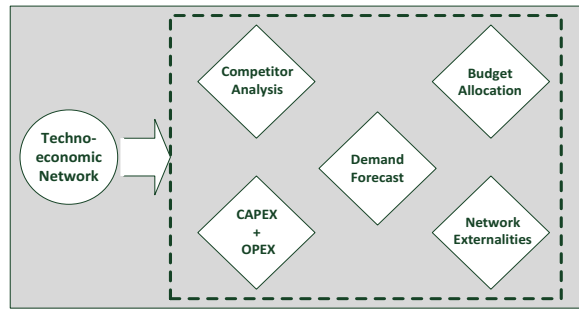 Techno-
economic
Network
Competitor
Analysis
Budget
Allocation
Demand
Forecast
CAPEX
+
OPEX
Network
Externalities